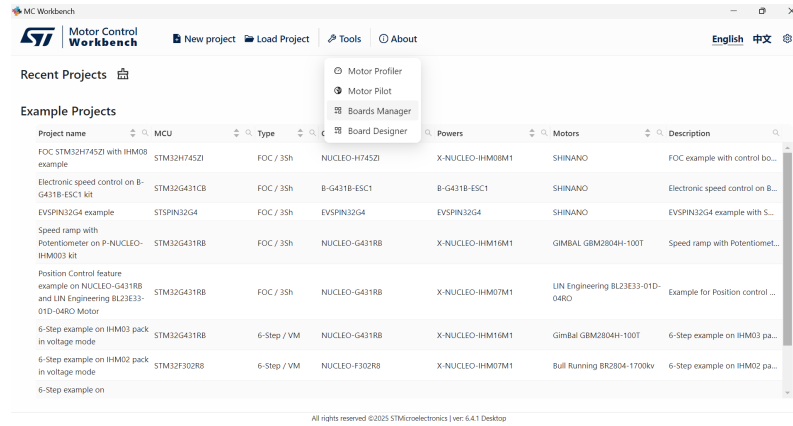 MC Workbench
Motor Control
Workbench
New project Load Project Tools About English 中文
Recent Projects
Motor Profiler
Motor Pilot
Boards Manager
Board Designer
Example Projects
Project name MCU Type Powers Motors Description
FOC STM32H745ZI with IHM08
example
STM32H745ZI FOC / 3Sh NUCLEO-H745ZI X-NUCLEO-IHM08M1 SHINANO FOC example with control bo...
Electronic speed control on B-
G431B-ESC1 kit
STM32G431CB FOC / 3Sh B-G431B-ESC1 B-G431B-ESC1 SHINANO Electronic speed control on B...
EVSPIN32G4 example STSPIN32G4 FOC / 3Sh EVSPIN32G4 EVSPIN32G4 SHINANO EVSPIN32G4 example with S...
Speed ramp with
Potentiometer on P-NUCLEO-
IHM003 kit
STM32G431RB FOC / 3Sh NUCLEO-G431RB X-NUCLEO-IHM16M1 GIMBAL GBM2804H-100T Speed ramp with Potentiomet...
Position Control feature
example on NUCLEO-G431RB
and LIN Engineering BL23E33-
01D-04RO Motor
STM32G431RB FOC / 3Sh NUCLEO-G431RB X-NUCLEO-IHM07M1 LIN Engineering BL23E33-01D-
04RO
Example for Position control ...
6-Step example on IHM03 pack
in voltage mode
STM32G431RB 6-Step / VM NUCLEO-G431RB X-NUCLEO-IHM16M1 GimBal GBM2804H-100T 6-Step example on IHM03 pa...
6-Step example on IHM02 pack
in voltage mode
STM32F302R8 6-Step / VM NUCLEO-F302R8 X-NUCLEO-IHM07M1 Bull Running BR2804-1700kv 6-Step example on IHM02 pa...
6-Step example on
All rights reserved ©2025 STMicroelectronics | ver: 6.4.1 Desktop